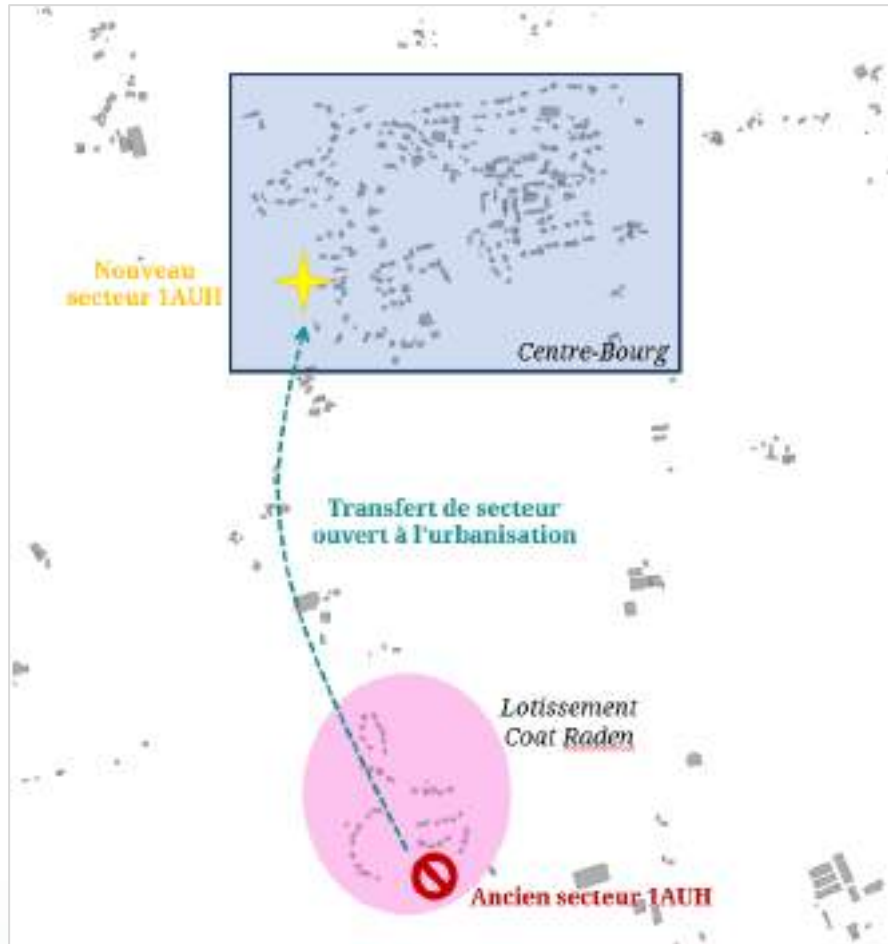 Nouveau
secteur 1AUH
Centre-Bourg
Transfert de secteur
ouvert à l'urbanisation
Lotissement
Coat Raden
Ancien secteur 1AUH